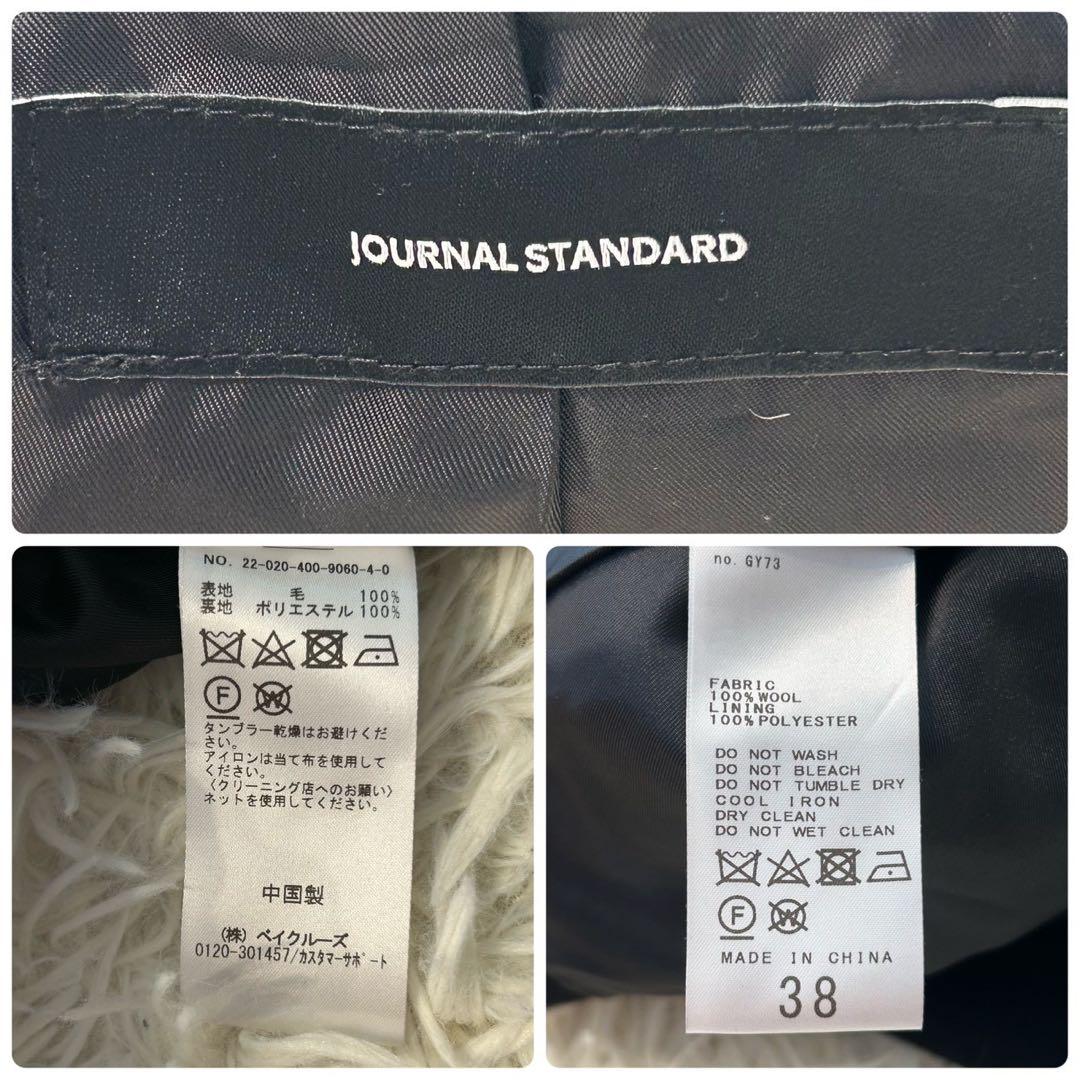 JOURNAL STANDARD
NO. 22-020-400-9060-4-0
表地 毛 100%
裏地 ポリエステル 100%
F W
タンブラー乾燥はお避けくだ
さい。
アイロンは当て布を使用して
ください。
〈クリーニング店へのお願い〉
ネットを使用してください。
中国製
(株) ベイクルーズ
0120-301457/カスタマーサポート
no. GY73
FABRIC
100% WOOL
LINING
100% POLYESTER
DO NOT WASH
DO NOT BLEACH
DO NOT TUMBLE DRY
COOL IRON
DRY CLEAN
DO NOT WET CLEAN
F W
MADE IN CHINA
38